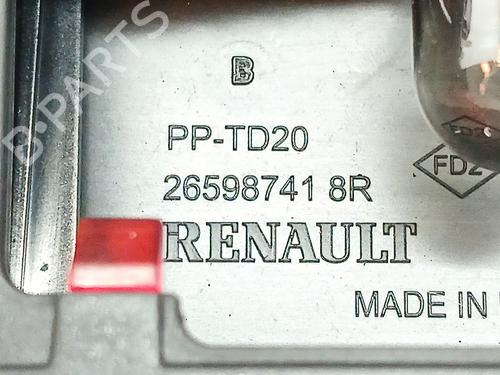 B-PARTS
B
PP-TD20
26598741 8R
FD2
RENAULT
MADE IN